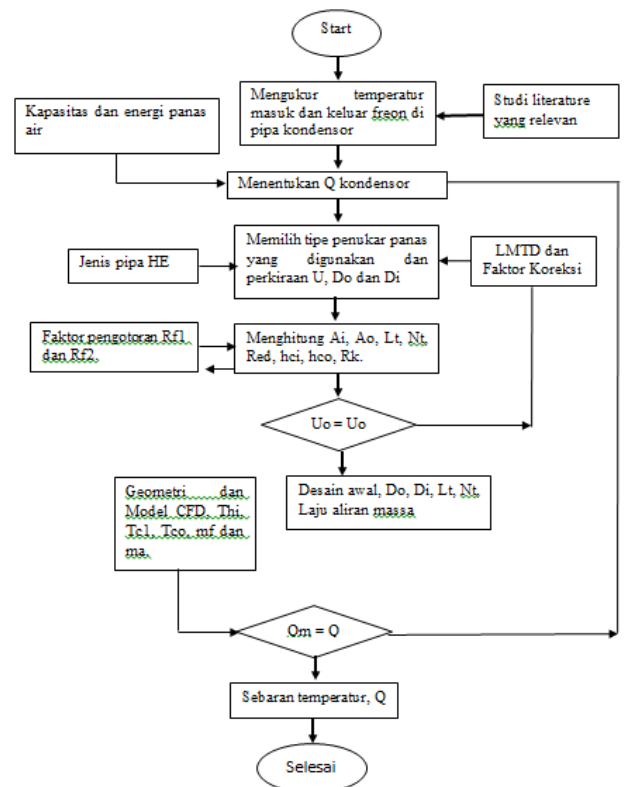 Start
Mengukur temperatur
masuk dan keluar freon di
pipa kondensor
Studi literature
yang relevan
Kapasitas dan energi panas
air
Menentukan Q kondensor
Memilih tipe penukar panas
yang digunakan dan
perkiraan U, Do dan Di
Jenis pipa HE
LMTD dan
Faktor Koreksi
Faktor pengotoran Rf1,
dan Rf2,
Menghitung Ai, Ao, Lt, Nt,
Red, hci, hco, Rk.
Uo = Uo
Desain awal, Do, Di, Lt, Nt,
Laju aliran massa
Geometri dan
Model CFD, Thi,
Tc1, Tco, mf dan
ma,
Qm = Q
Sebaran temperatur, Q
Selesai